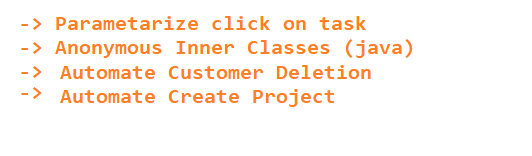 -> Parametarize click on task
-> Anonymous Inner Classes (java)
-> Automate Customer Deletion
-> Automate Create Project